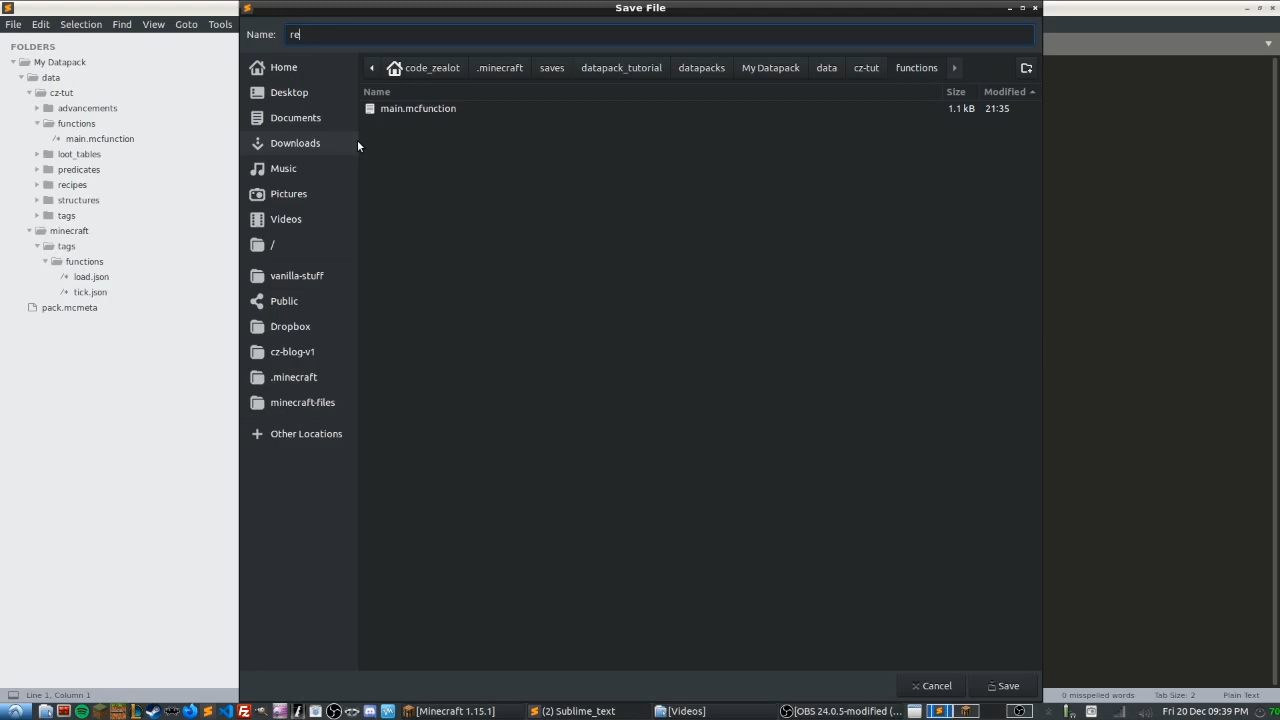 Save File
File Edit Selection Find View Goto Tools
Name: re
FOLDERS
My Datapack
data
cz-tut
advancements
functions
/* main.mcfunction
loot_tables
predicates
recipes
structures
tags
minecraft
tags
functions
/* load.json
/* tick.json
pack.mcmeta
Home
Desktop
Documents
Downloads
Music
Pictures
Videos
/
vanilla-stuff
Public
Dropbox
cz-blog-v1
.minecraft
minecraft-files
Other Locations
code_zealot .minecraft saves datapack_tutorial datapacks My Datapack data cz-tut functions
Name Size Modified
main.mcfunction 1.1 kB 21:35
Cancel Save
Line 1, Column 1 0 misspelled words Tab Size: 2 Plain Text
[Minecraft 1.15.1] (2) Sublime_text [Videos] [OBS 24.0.5-modified (... Fri 20 Dec 09:39 PM 70